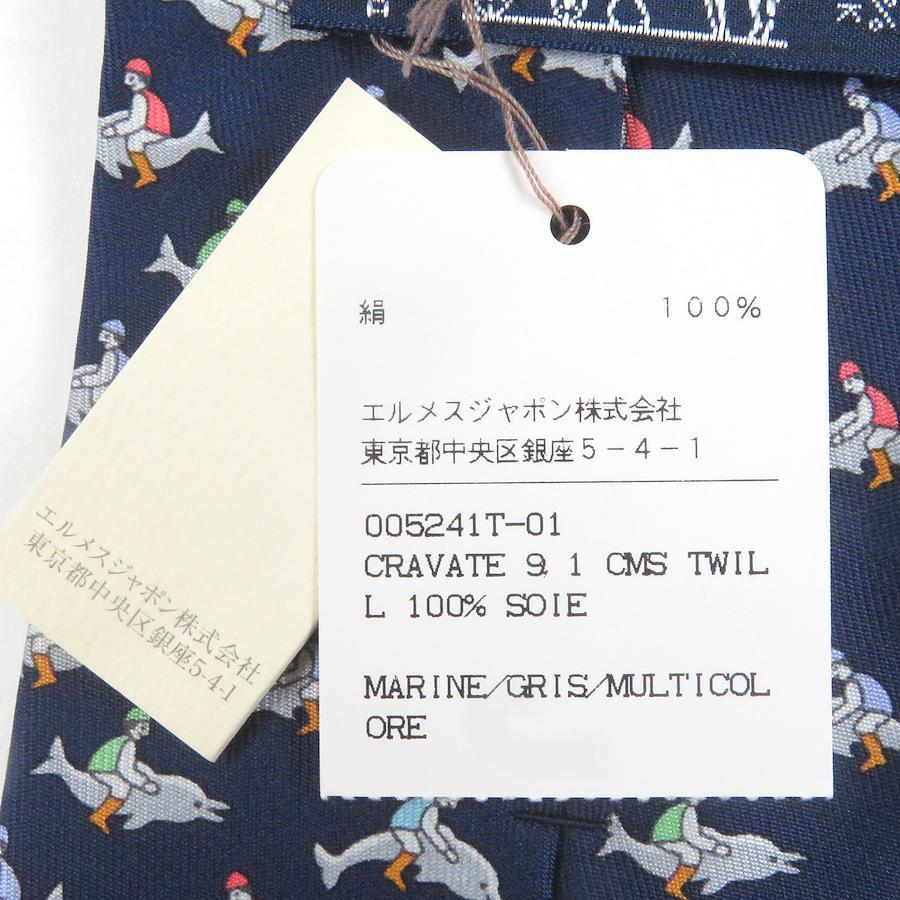 絹 100%
エルメスジャポン株式会社
東京都中央区銀座5-4-1
005241T-01
CRAVATE 9,1 CMS TWIL
L 100% SOIE
MARINE/GRIS/MULTICOL
ORE
エルメスジャポン株式会社
東京都中央区銀座5-4-1